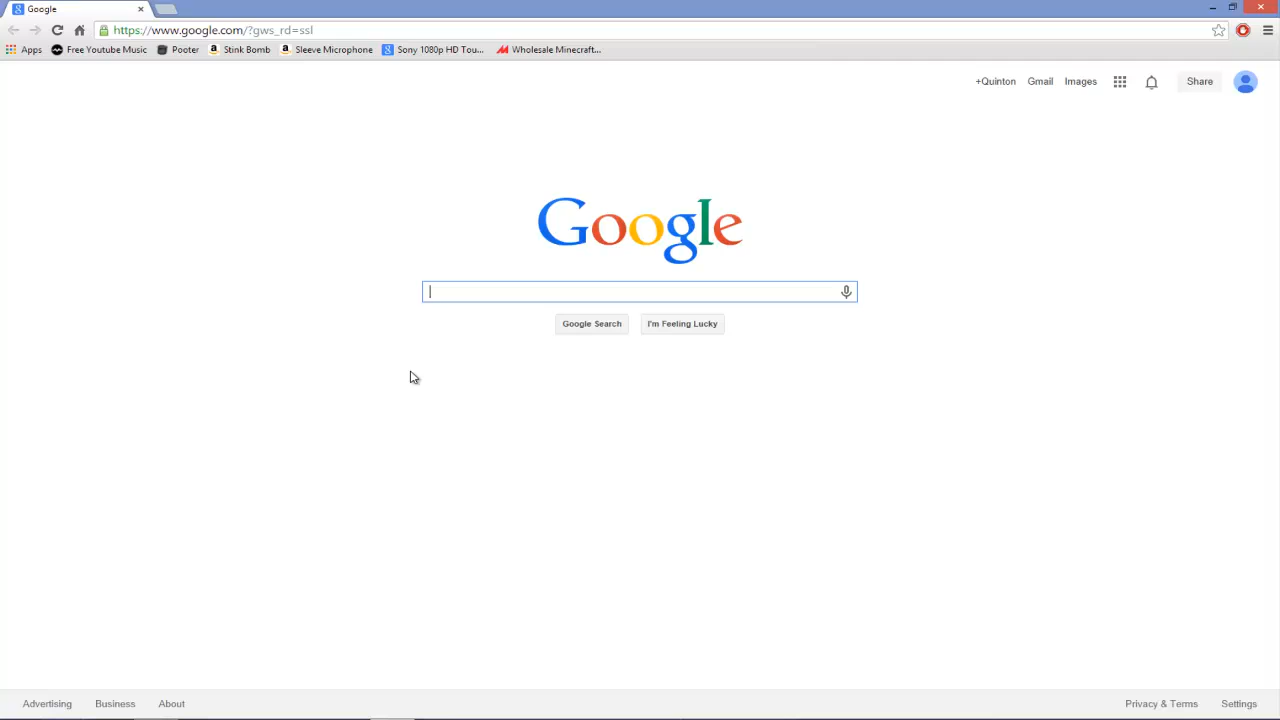 Google
https://www.google.com/?gws_rd=ssl
Apps Free Youtube Music Pooter Stink Bomb Sleeve Microphone Sony 1080p HD Tou... Wholesale Minecraft...
+Quinton Gmail Images Share
Google
Google Search I'm Feeling Lucky
Advertising Business About Privacy & Terms Settings